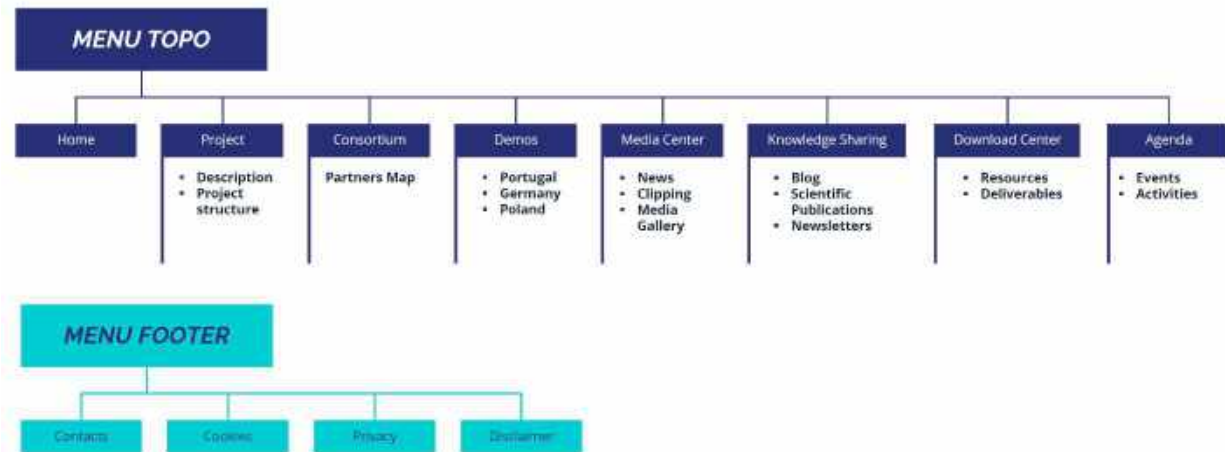 MENU TOPO
Home
Project
Consortium
Demos
Media Center
Knowledge Sharing
Download Center
Agenda
• Description
• Project
structure
Partners Map
• Portugal
• Germany
• Poland
• News
• Clipping
• Media
Gallery
• Blog
• Scientific
Publications
• Newsletters
• Resources
• Deliverables
• Events
• Activities
MENU FOOTER
Contacts
Cookies
Privacy
Disclaimer